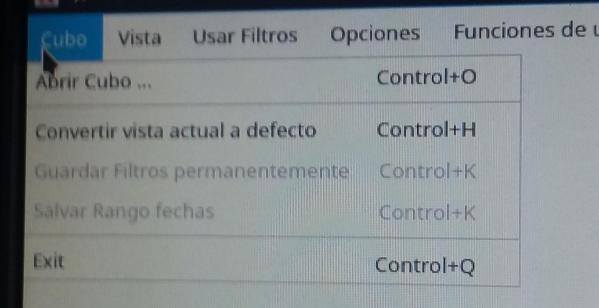 Cubo Vista Usar Filtros Opciones Funciones de u
Abrir Cubo ... Control+O
Convertir vista actual a defecto Control+H
Guardar Filtros permanentemente Control+K
Salvar Rango fechas Control+K
Exit Control+Q